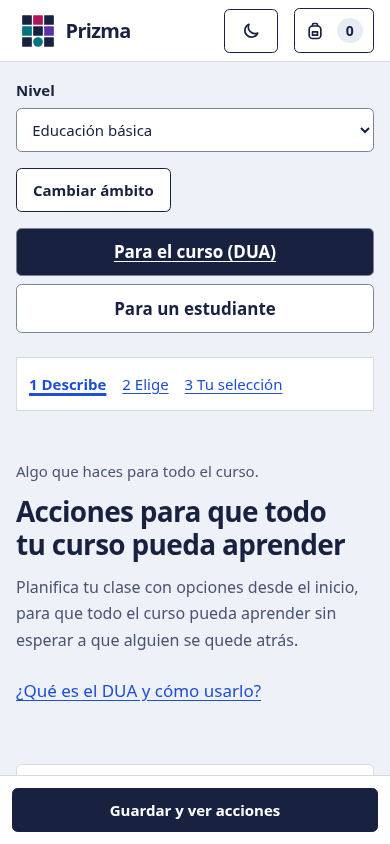 Prizma
0
Nivel
Educación básica
Cambiar ámbito
Para el curso (DUA)
Para un estudiante
1 Describe 2 Elige 3 Tu selección
Algo que haces para todo el curso.
Acciones para que todo
tu curso pueda aprender
Planifica tu clase con opciones desde el inicio,
para que todo el curso pueda aprender sin
esperar a que alguien se quede atrás.
¿Qué es el DUA y cómo usarlo?
Guardar y ver acciones